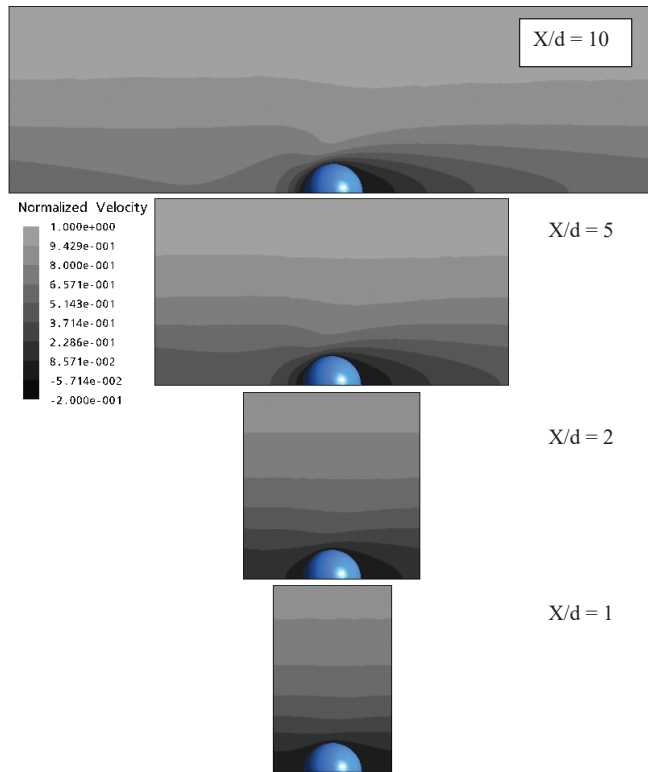 X/d = 10
Normalized Velocity
1.000e+000
9.429e-001
8.000e-001
6.571e-001
5.143e-001
3.714e-001
2.286e-001
8.571e-002
-5.714e-002
-2.000e-001
X/d = 5
X/d = 2
X/d = 1